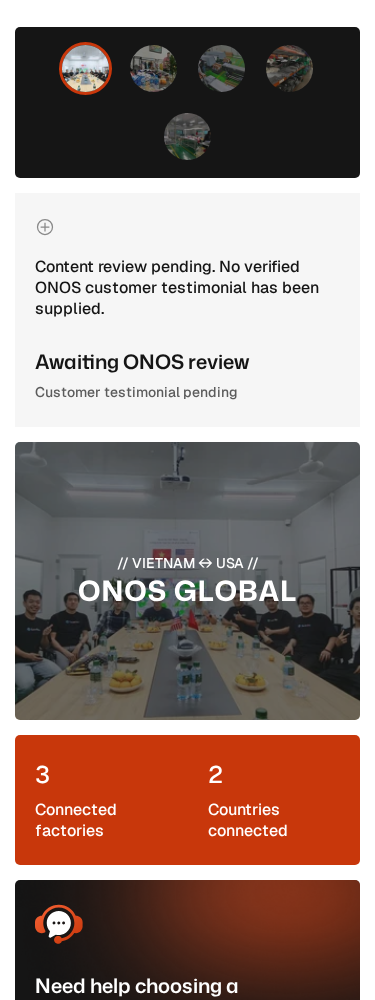 Content review pending. No verified
ONOS customer testimonial has been
supplied.
Awaiting ONOS review
Customer testimonial pending
// VIETNAM ↔ USA //
ONOS GLOBAL
3
Connected
factories
2
Countries
connected
Need help choosing a